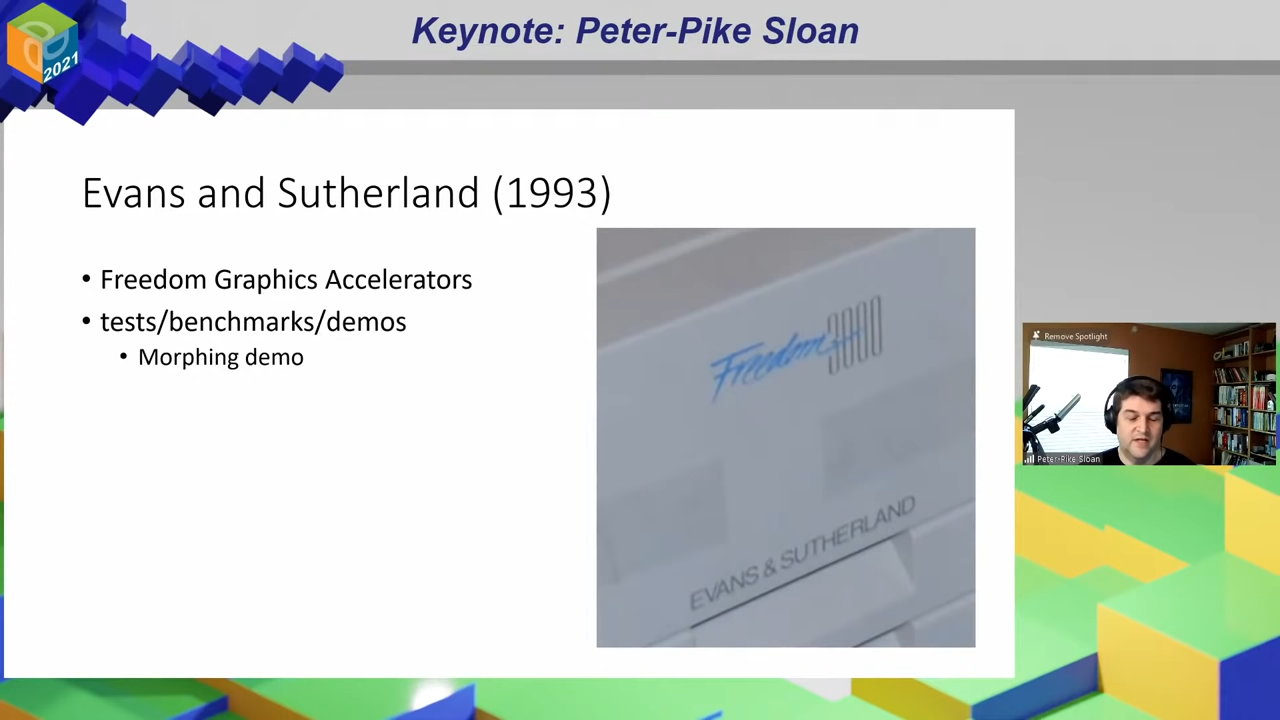 Keynote: Peter-Pike Sloan
2021
Evans and Sutherland (1993)
• Freedom Graphics Accelerators
• tests/benchmarks/demos
• Morphing demo
Freedom 3000
EVANS & SUTHERLAND
Remove Spotlight
Peter-Pike Sloan